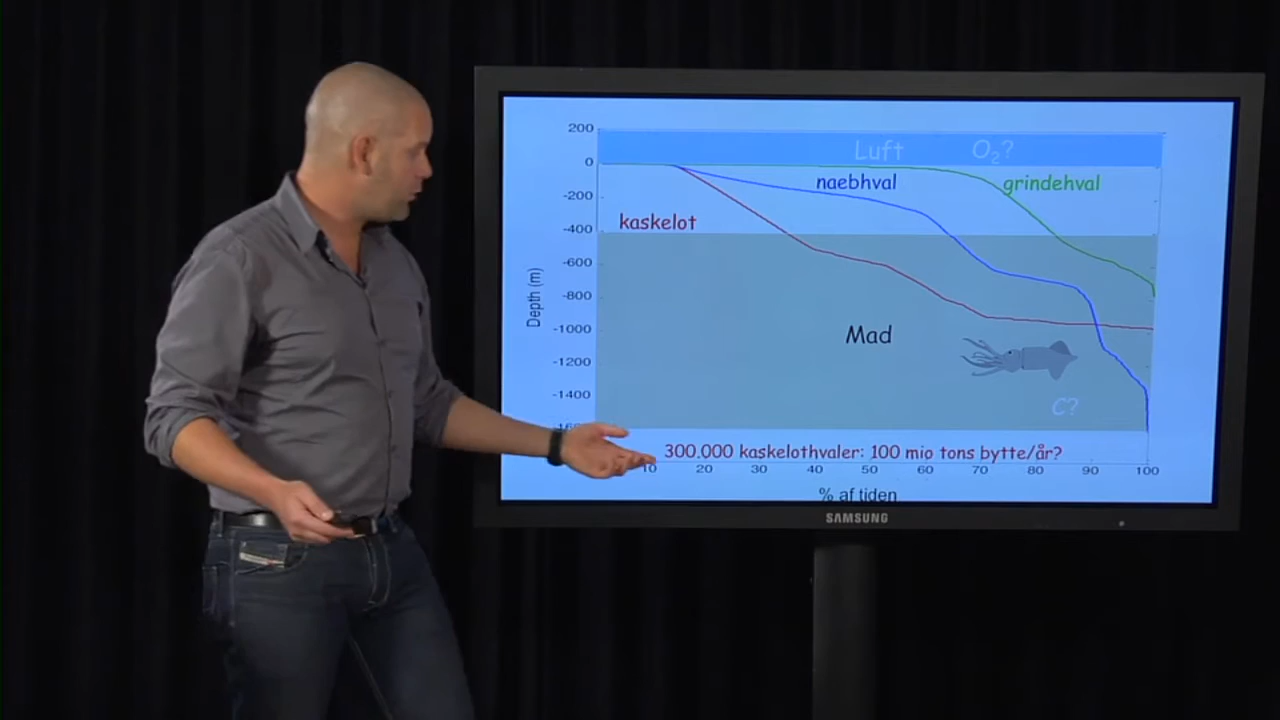 200
Luft O₂?
0
naebhval grindehval
-200
kaskelot
-400
-600
-800
Depth (m)
-1000
Mad
-1200
-1400
C?
300.000 kaskelothvaler: 100 mio tons bytte/år?
10 20 30 40 50 60 70 80 90 100
% af tiden
SAMSUNG